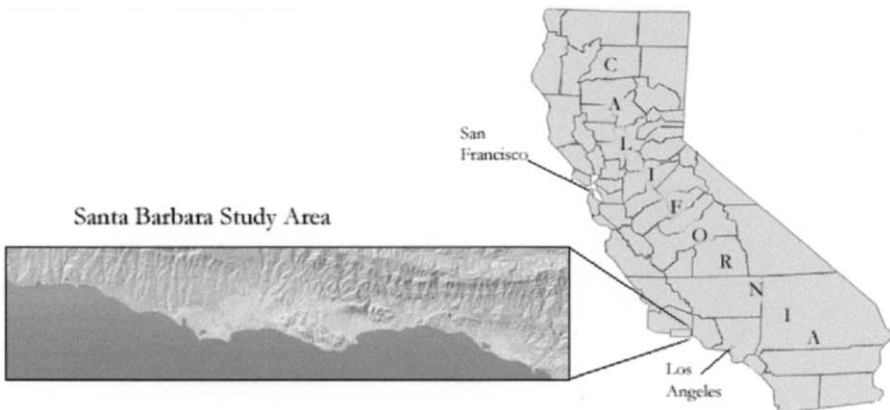 C
A
L
I
F
O
R
N
I
A
San
Francisco
Santa Barbara Study Area
Los
Angeles